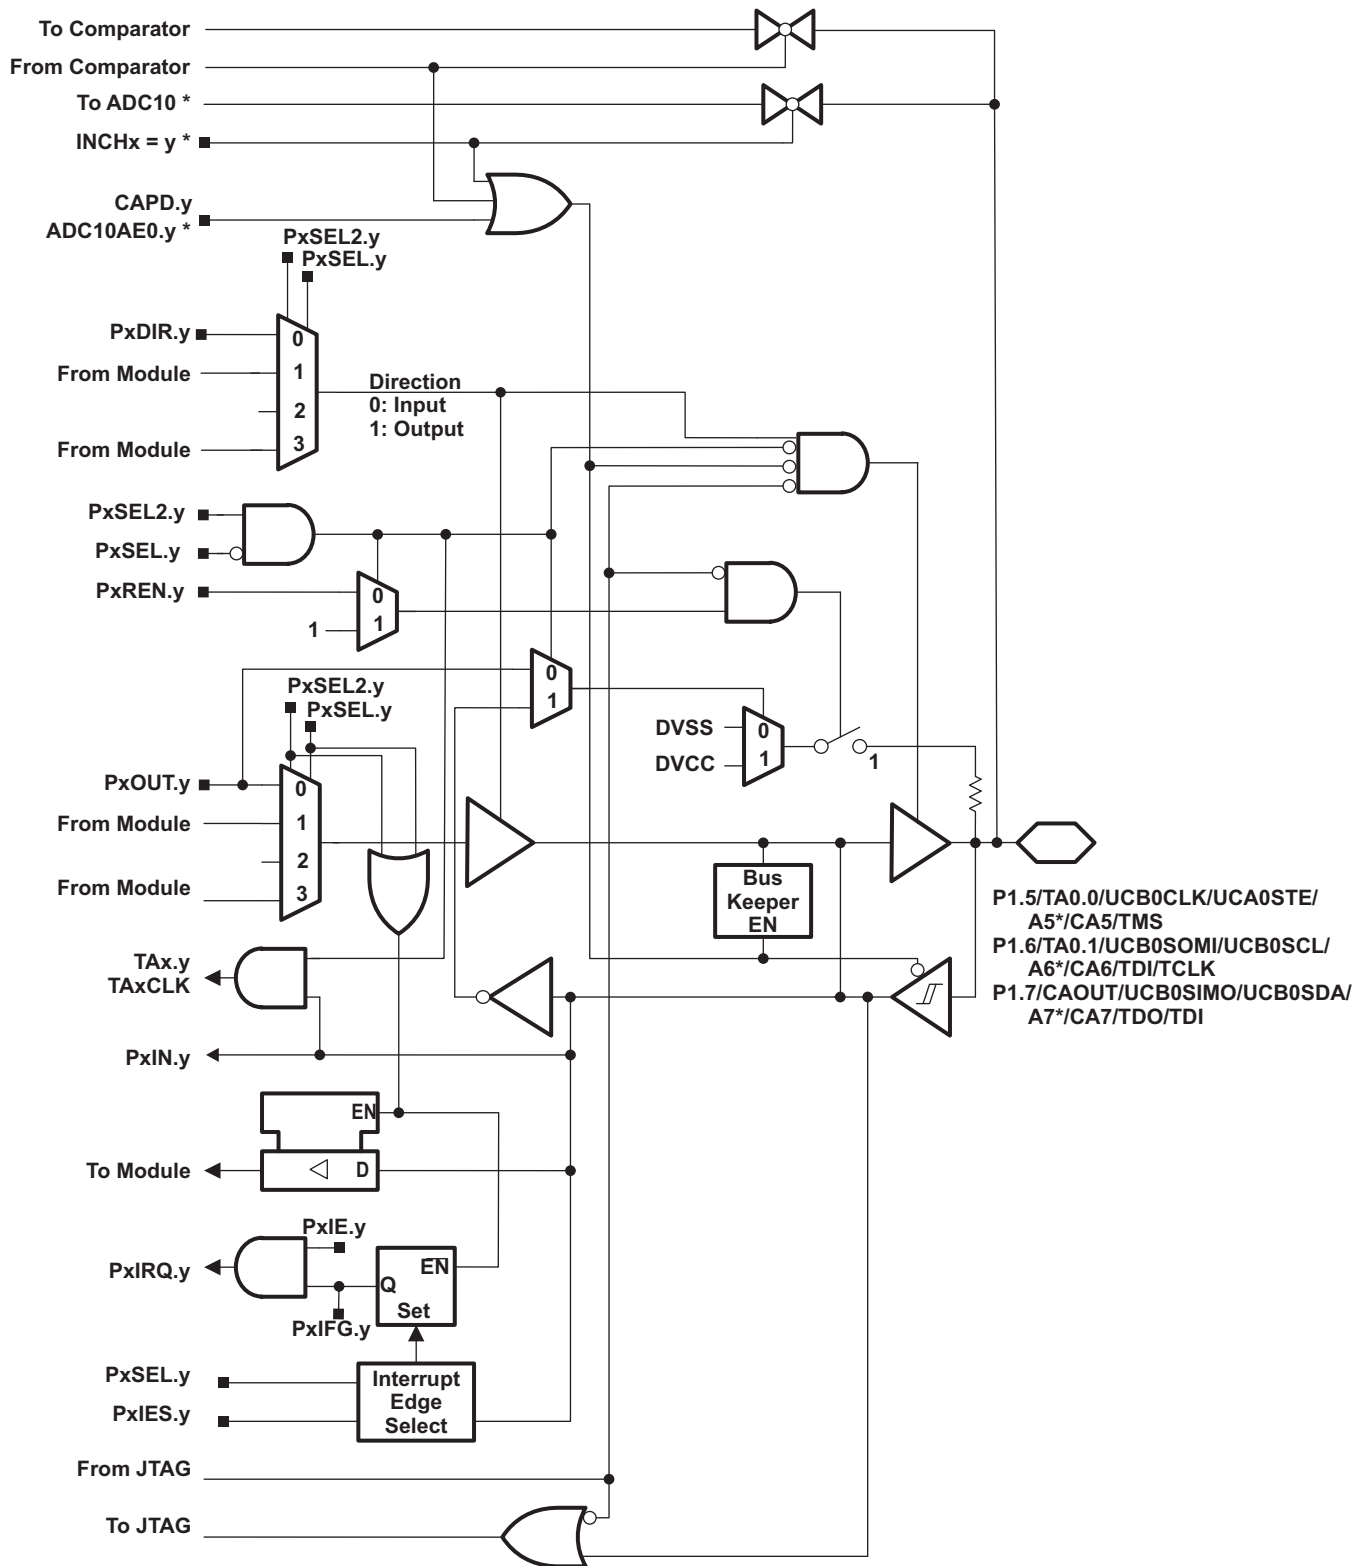 To Comparator
From Comparator
To ADC10 *
INCHx = y *
CAPD.y
ADC10AE0.y *
PxSEL2.y
PxSEL.y
PxDIR.y
0
From Module
1
2
From Module
3
Direction
0: Input
1: Output
PxSEL2.y
PxSEL.y
PxREN.y
0
1
1
0
1
PxSEL2.y
PxSEL.y
DVSS
0
DVCC
1
1
PxOUT.y
0
From Module
1
2
From Module
3
Bus
Keeper
EN
P1.5/TA0.0/UCB0CLK/UCA0STE/
A5*/CA5/TMS
P1.6/TA0.1/UCB0SOMI/UCB0SCL/
A6*/CA6/TDI/TCLK
P1.7/CAOUT/UCB0SIMO/UCB0SDA/
A7*/CA7/TDO/TDI
TAx.y
TAxCLK
PxIN.y
EN
To Module
D
PxIE.y
PxIRQ.y
EN
Q
Set
PxIFG.y
PxSEL.y
PxIES.y
Interrupt
Edge
Select
From JTAG
To JTAG